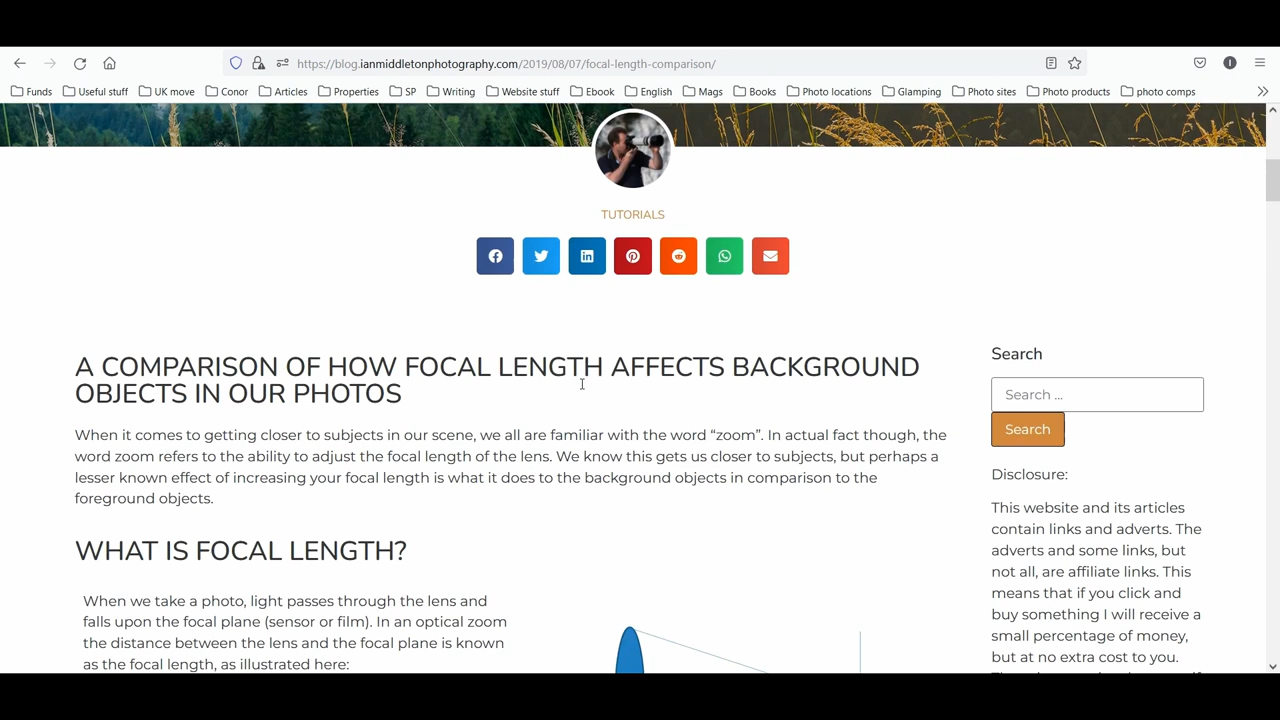 https://blog.ianmiddletonphotography.com/2019/08/07/focal-length-comparison/
Funds Useful stuff UK move Conor Articles Properties SP Writing Website stuff Ebook English Mags Books Photo locations Glamping Photo sites Photo products photo comps
TUTORIALS
A COMPARISON OF HOW FOCAL LENGTH AFFECTS BACKGROUND
OBJECTS IN OUR PHOTOS
When it comes to getting closer to subjects in our scene, we all are familiar with the word “zoom”. In actual fact though, the
word zoom refers to the ability to adjust the focal length of the lens. We know this gets us closer to subjects, but perhaps a
lesser known effect of increasing your focal length is what it does to the background objects in comparison to the
foreground objects.
WHAT IS FOCAL LENGTH?
When we take a photo, light passes through the lens and
falls upon the focal plane (sensor or film). In an optical zoom
the distance between the lens and the focal plane is known
as the focal length, as illustrated here:
Search
Search ...
Search
Disclosure:
This website and its articles
contain links and adverts. The
adverts and some links, but
not all, are affiliate links. This
means that if you click and
buy something I will receive a
small percentage of money,
but at no extra cost to you.